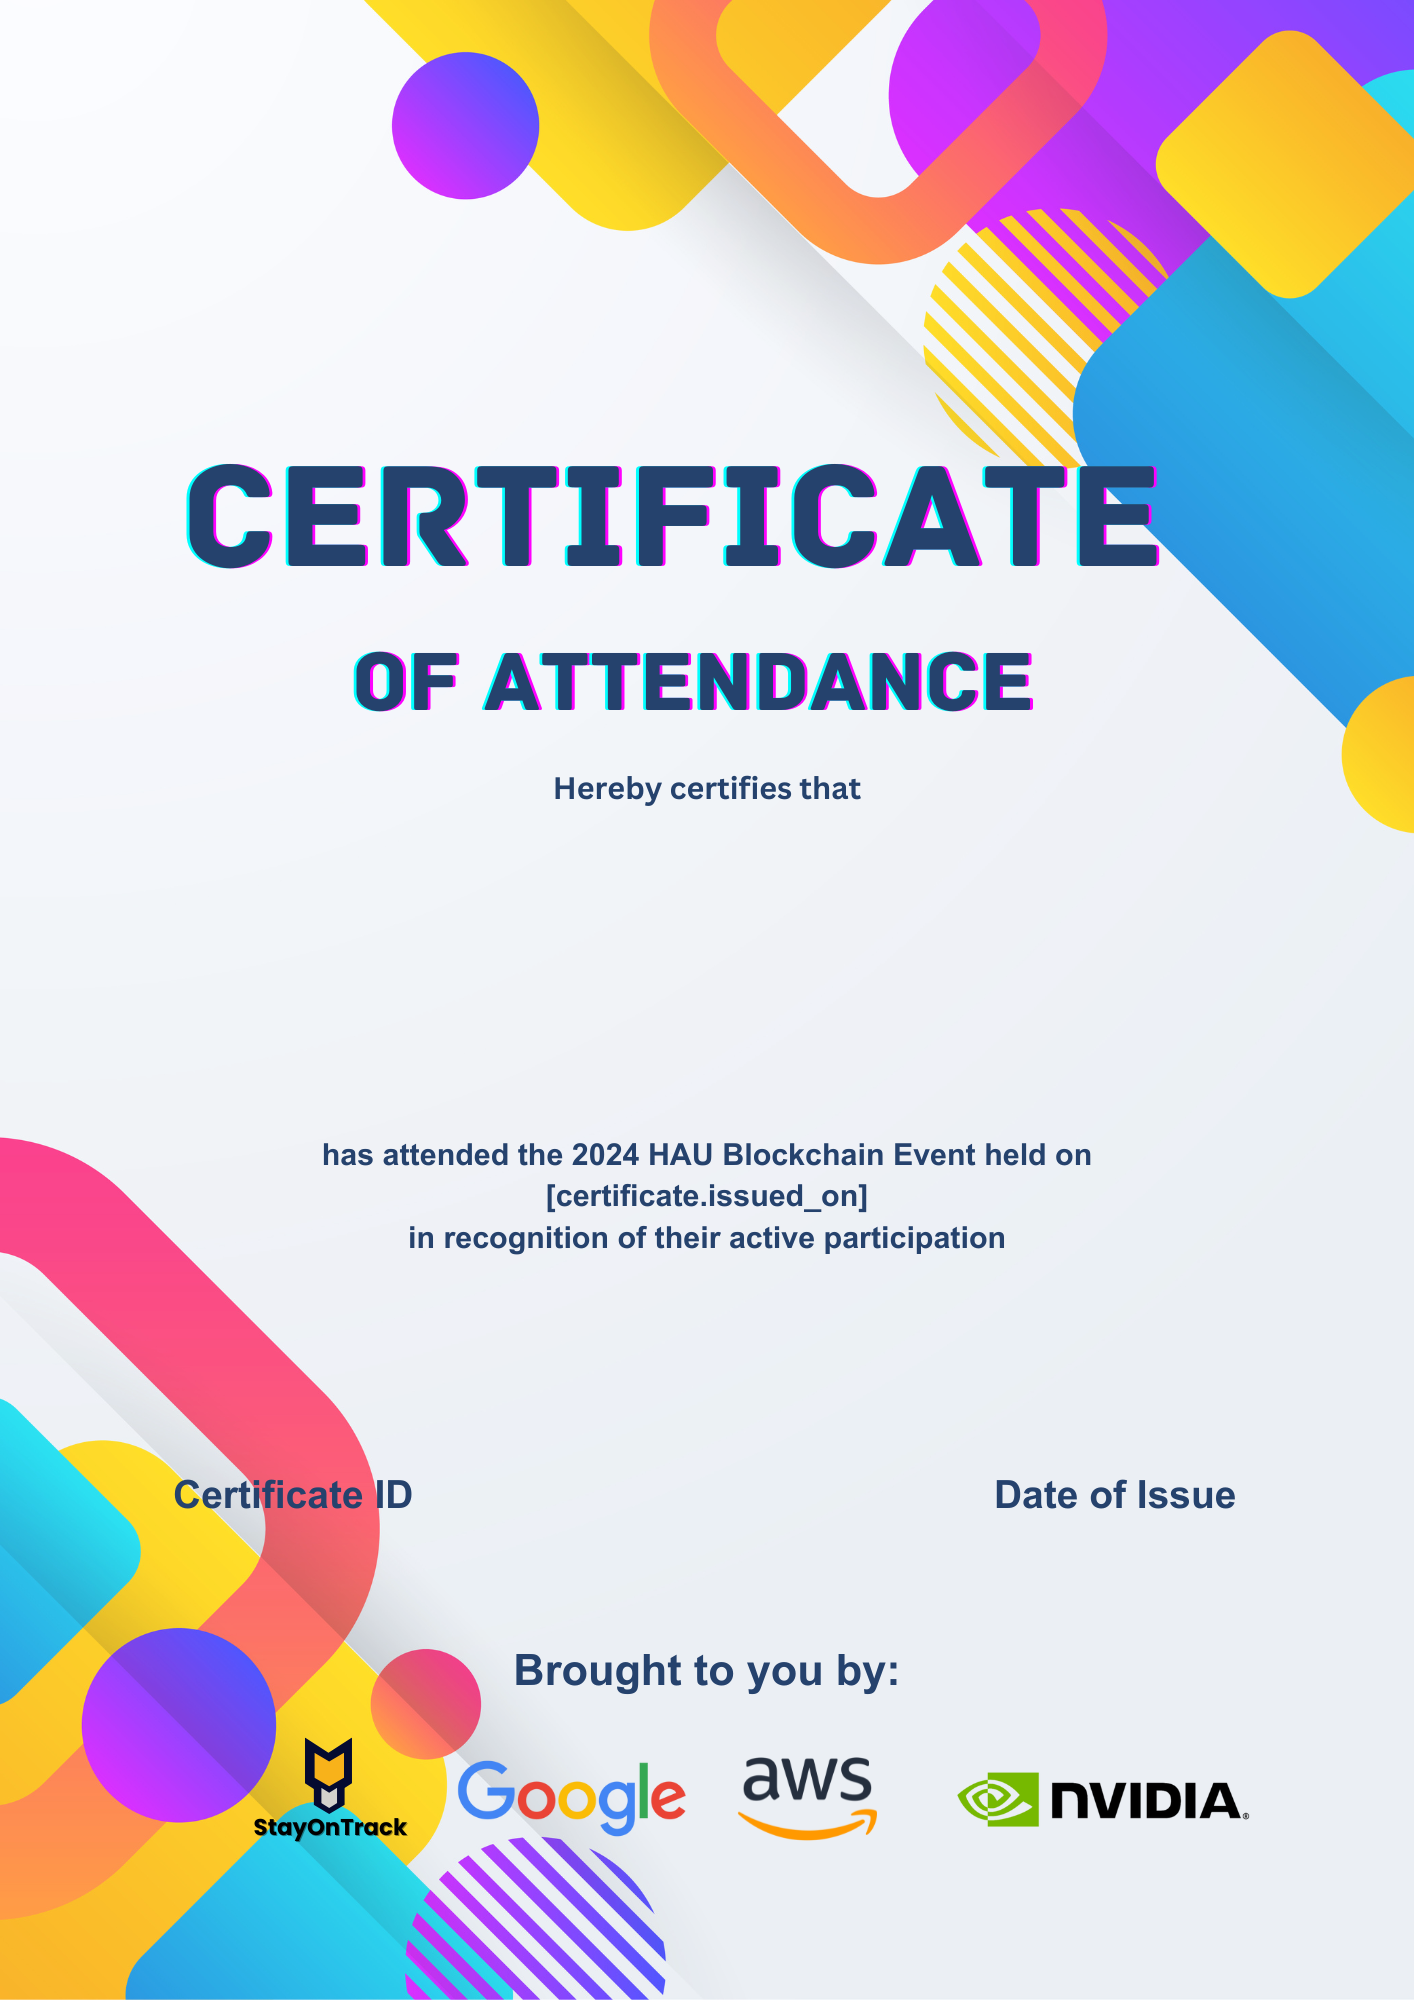 CERTIFICATE
OF ATTENDANCE
Hereby certifies that
has attended the 2024 HAU Blockchain Event held on
[certificate.issued_on]
in recognition of their active participation
Certificate ID
Date of Issue
Brought to you by:
StayOnTrack
Google
aws
NVIDIA®